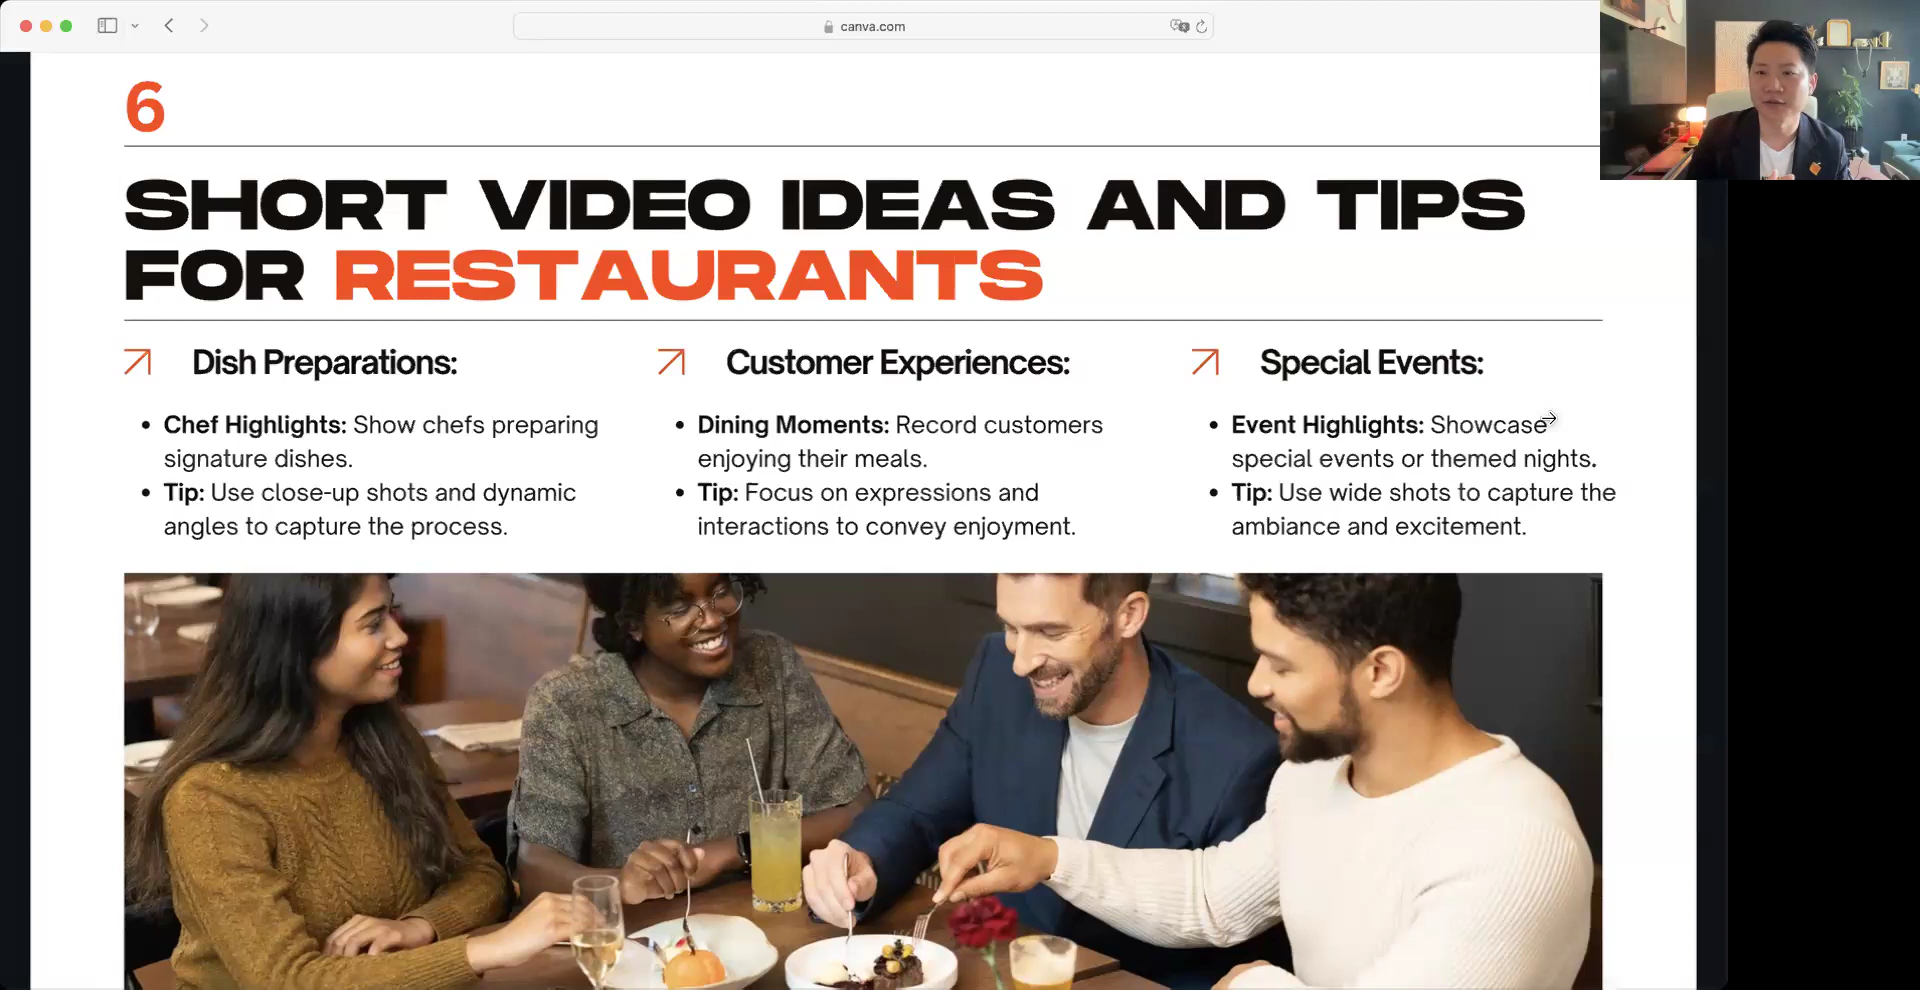 canva.com
6
SHORT VIDEO IDEAS AND TIPS
FOR RESTAURANTS
Dish Preparations:
• Chef Highlights: Show chefs preparing
signature dishes.
• Tip: Use close-up shots and dynamic
angles to capture the process.
Customer Experiences:
• Dining Moments: Record customers
enjoying their meals.
• Tip: Focus on expressions and
interactions to convey enjoyment.
Special Events:
• Event Highlights: Showcase
special events or themed nights.
• Tip: Use wide shots to capture the
ambiance and excitement.